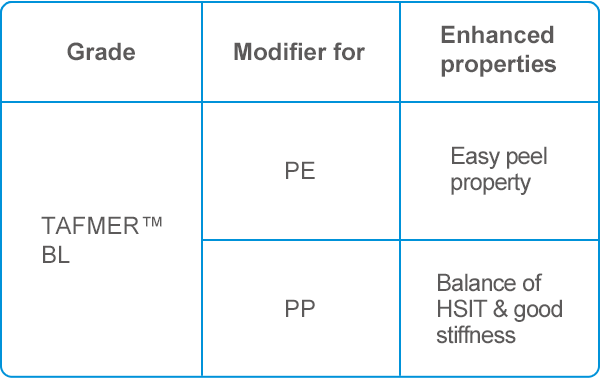 Grade
Modifier for
Enhanced
properties
TAFMER™
BL
PE
Easy peel
property
PP
Balance of
HSIT & good
stiffness